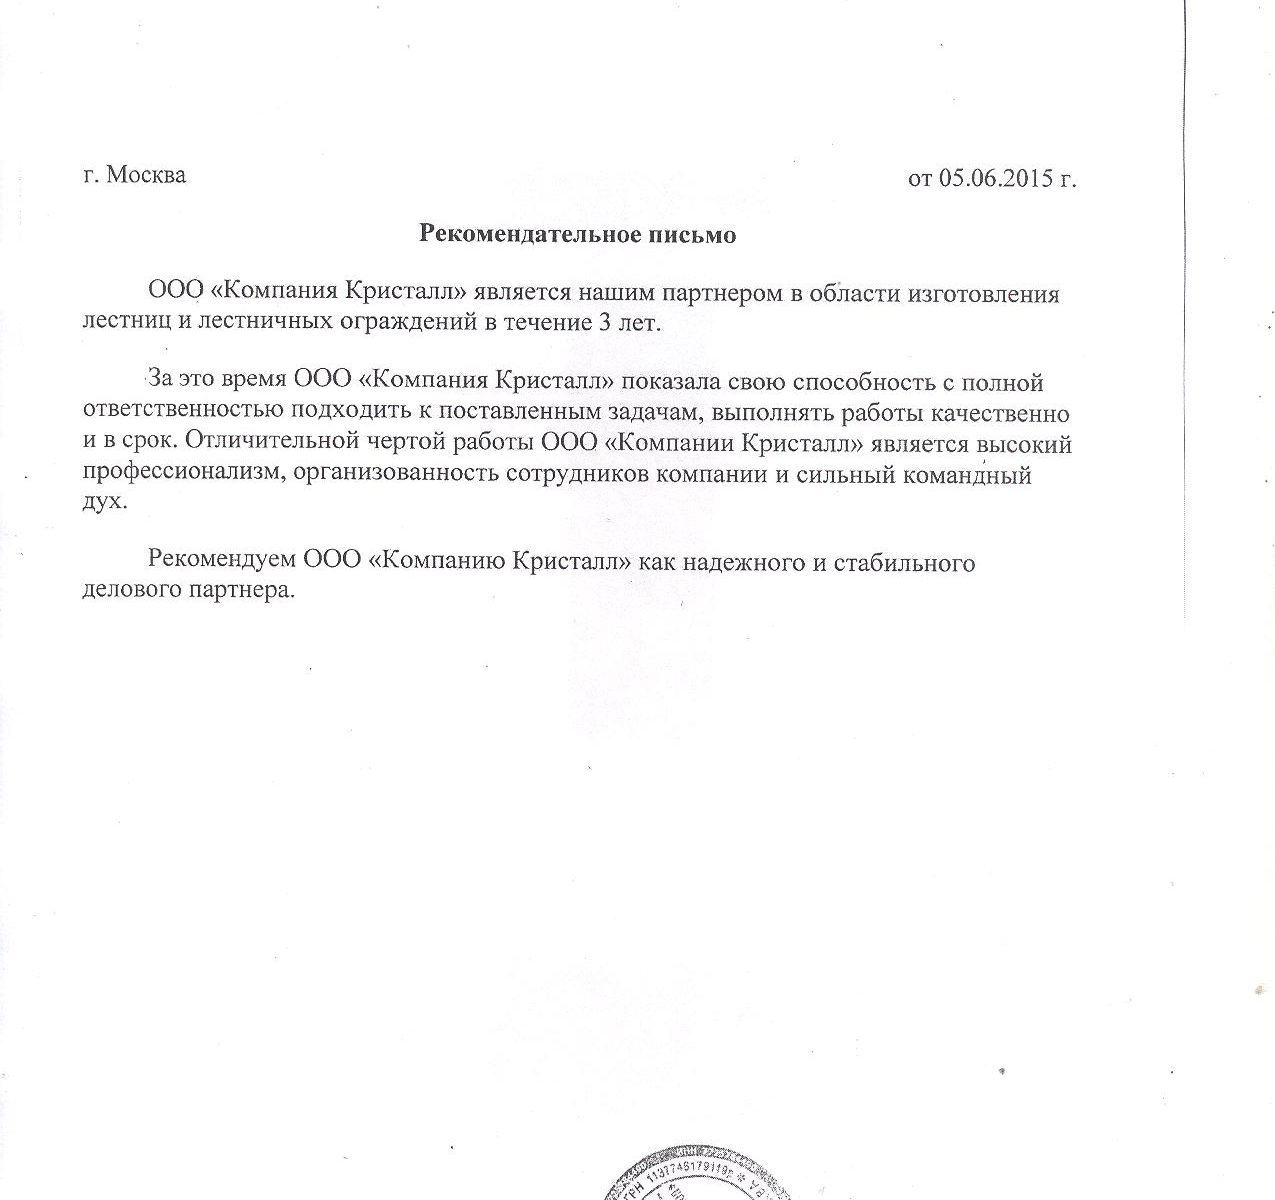 г. Москва
от 05.06.2015 г.
Рекомендательное письмо
ООО «Компания Кристалл» является нашим партнером в области изготовления
лестниц и лестничных ограждений в течение 3 лет.
За это время ООО «Компания Кристалл» показала свою способность с полной
ответственностью подходить к поставленным задачам, выполнять работы качественно
и в срок. Отличительной чертой работы ООО «Компании Кристалл» является высокий
профессионализм, организованность сотрудников компании и сильный командный
дух.
Рекомендуем ООО «Компанию Кристалл» как надежного и стабильного
делового партнера.